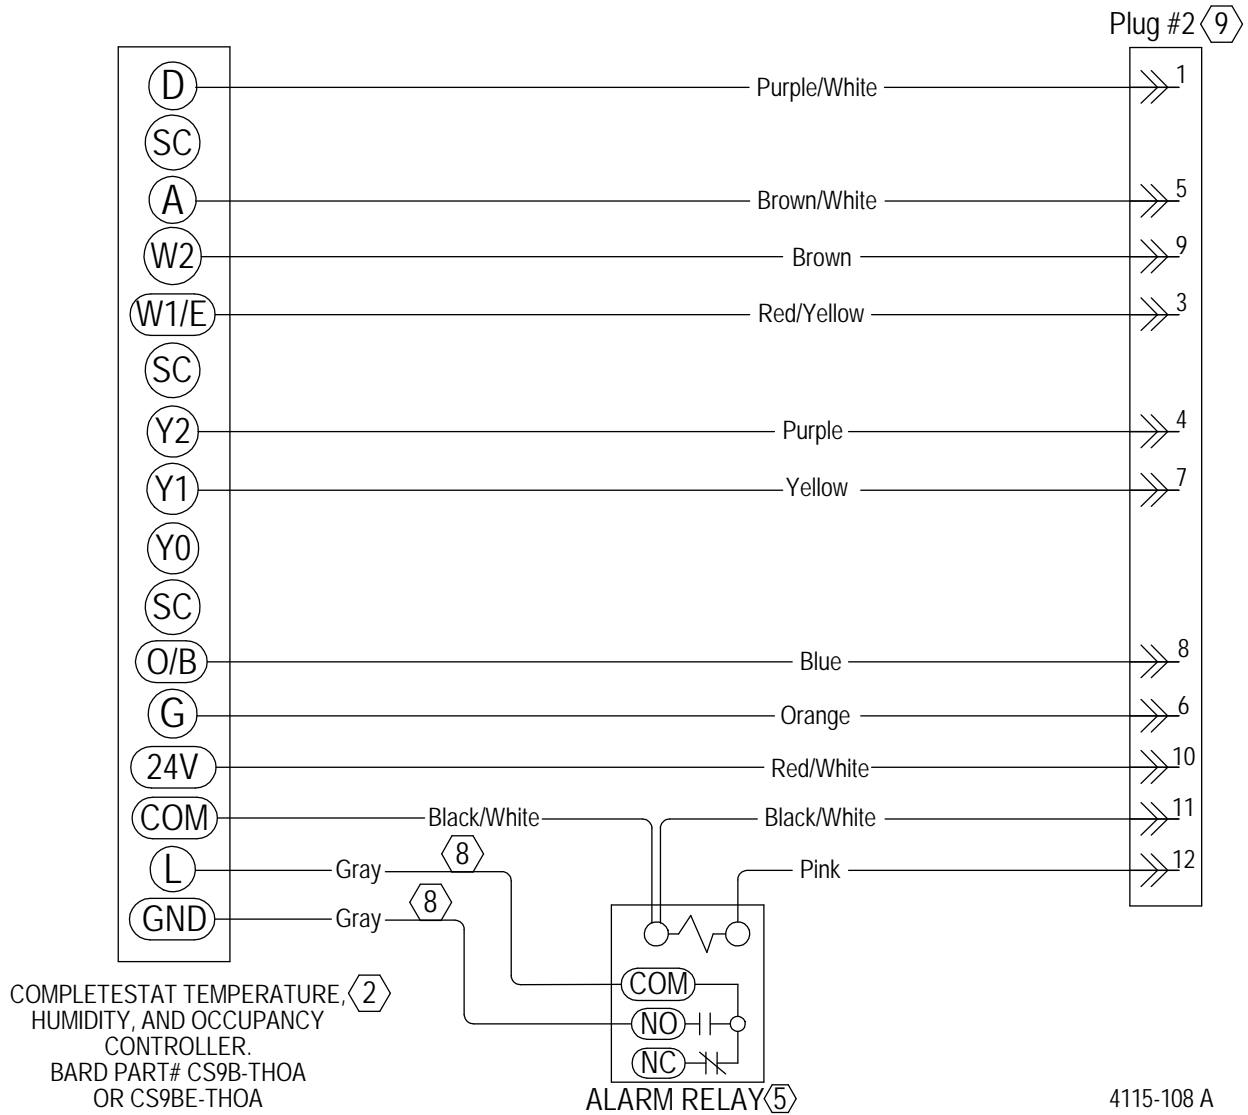 Plug #2 9
D Purple/White 1
SC
A Brown/White 5
W2 Brown 9
W1/E Red/Yellow 3
SC
Y2 Purple 4
Y1 Yellow 7
Y0
SC
O/B Blue 8
G Orange 6
24V Red/White 10
COM Black/White Black/White 11
L Gray 8 Pink 12
GND Gray 8
COM
NO
NC
COMPLETESTAT TEMPERATURE, 2
HUMIDITY, AND OCCUPANCY
CONTROLLER.
BARD PART# CS9B-THOA
OR CS9BE-THOA
ALARM RELAY 5
4115-108 A